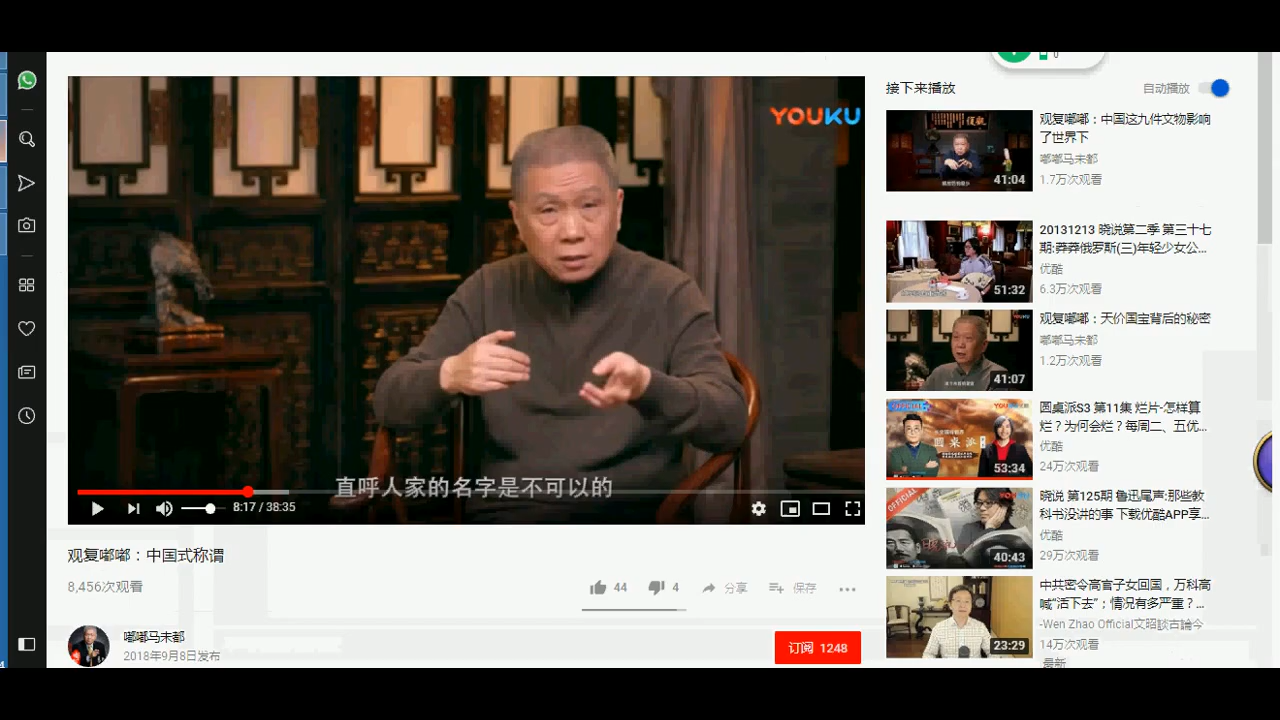 YOUKU
直呼人家的名字是不可以的
8:17 / 38:35
观复嘟嘟：中国式称谓
8,456次观看
44
4
分享
保存
嘟嘟马未都
2018年9月8日发布
订阅 1248
接下来播放
自动播放
观复嘟嘟：中国这九件文物影响
了世界下
嘟嘟马未都
1.7万次观看
41:04
20131213 晓说第二季 第三十七
期:莽莽俄罗斯(三)年轻少女公...
优酷
6.3万次观看
51:32
观复嘟嘟：天价国宝背后的秘密
嘟嘟马未都
1.2万次观看
41:07
圆桌派S3 第11集 烂片-怎样算
烂？为何会烂？每周二、五优...
优酷
24万次观看
圆桌派
53:34
晓说 第125期 鲁迅尾声:那些教
科书没讲的事 下载优酷APP享...
优酷
29万次观看
OFFICIAL
40:43
中共密令高官子女回国，万科高
喊“活下去”；情况有多严重？...
-Wen Zhao Official文昭談古論今
14万次观看
23:29
最新